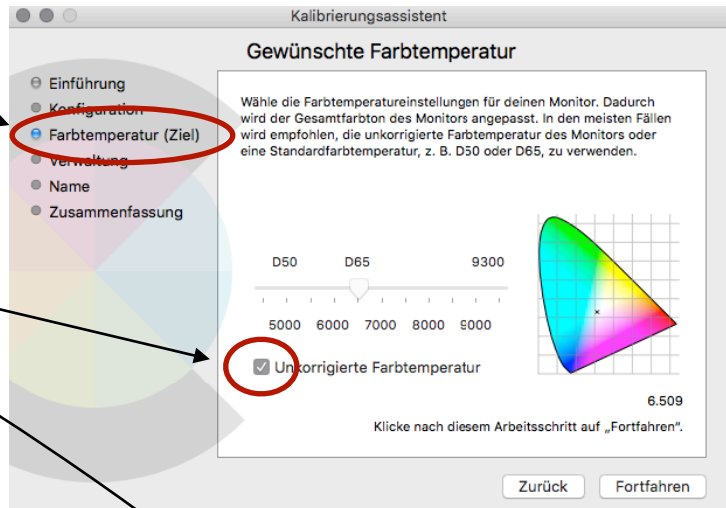 Kalibrierungsassistent
Gewünschte Farbtemperatur
Einführung
Konfiguration
Farbtemperatur (Ziel)
Verwaltung
Name
Zusammenfassung
Wähle die Farbtemperatureinstellungen für deinen Monitor. Dadurch
wird der Gesamtfarbton des Monitors angepasst. In den meisten Fällen
wird empfohlen, die unkorrigierte Farbtemperatur des Monitors oder
eine Standardfarbtemperatur, z. B. D50 oder D65, zu verwenden.
D50 D65 9300
5000 6000 7000 8000 9000
Unkorrigierte Farbtemperatur
6.509
Klicke nach diesem Arbeitsschritt auf „Fortfahren“.
Zurück Fortfahren